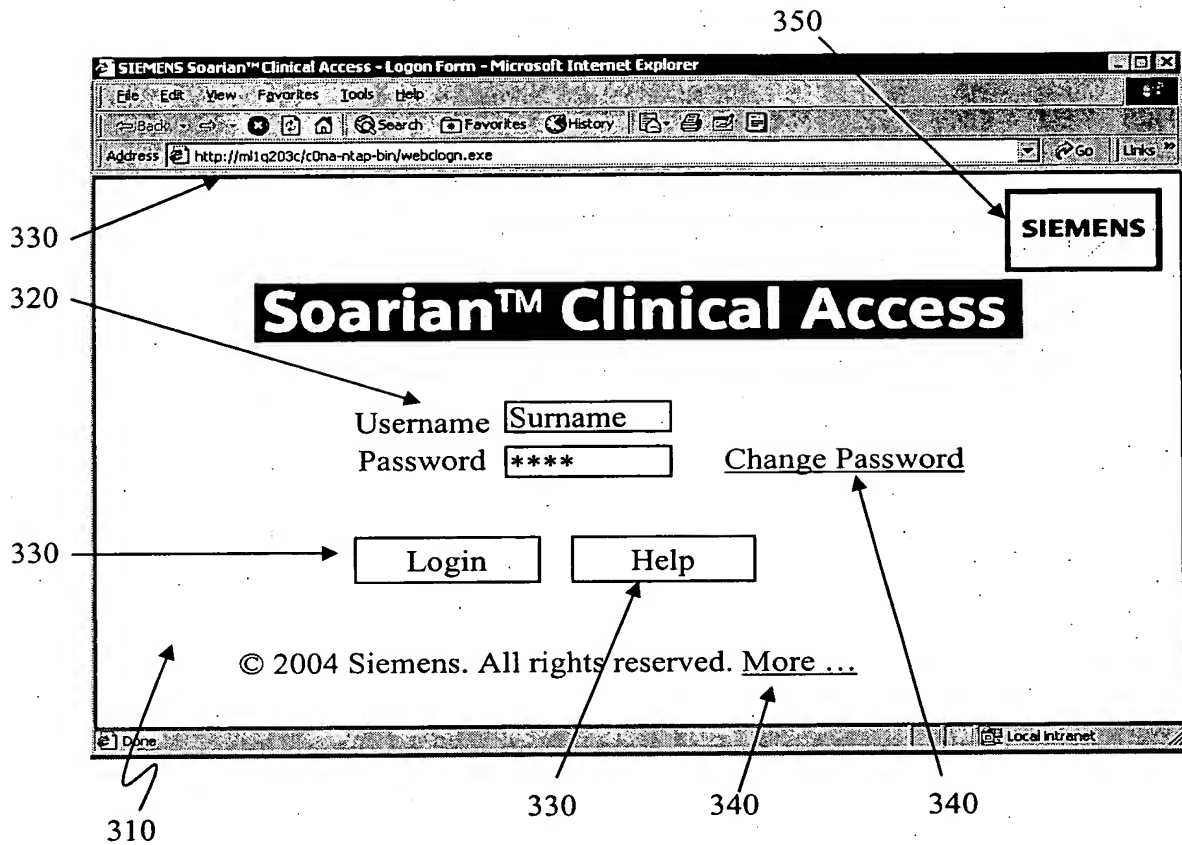 350
SIEMENS Soarian™ Clinical Access - Logon Form - Microsoft Internet Explorer
File Edit View Favorites Tools Help
Back Search Favorites History
Address http://ml1q203c/c0na-ntap-bin/webclogn.exe Go Links »
330
SIEMENS
320
Soarian™ Clinical Access
Username Surname
Password **** Change Password
330
Login Help
© 2004 Siemens. All rights reserved. More ...
Done Local intranet
330 340 340
310